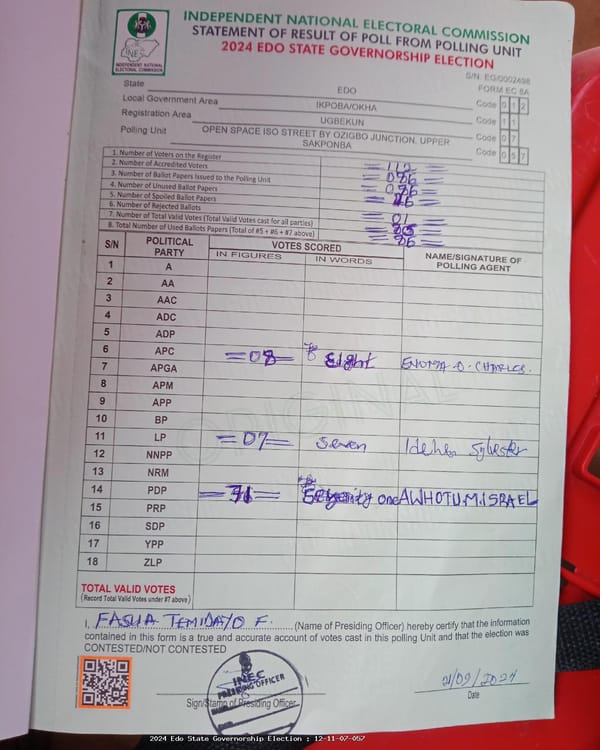 INDEPENDENT NATIONAL ELECTORAL COMMISSION
STATEMENT OF RESULT OF POLL FROM POLLING UNIT
2024 EDO STATE GOVERNORSHIP ELECTION
INEC
INDEPENDENT NATIONAL ELECTORAL COMMISSION
S/N EG/0002498
FORM EC 8A
State EDO
Local Government Area IKPOBA/OKHA Code 0 1 2
Registration Area UGBEKUN Code 1 1
Code 0 7
Polling Unit OPEN SPACE ISO STREET BY OZIGBO JUNCTION, UPPER SAKPONBA Code 0 5 7
1. Number of Voters on the Register 112
2. Number of Accredited Voters 086
3. Number of Ballot Papers Issued to the Polling Unit 086
4. Number of Unused Ballot Papers
5. Number of Spoiled Ballot Papers
6. Number of Rejected Ballots 01
7. Number of Total Valid Votes (Total Valid Votes cast for all parties)
8. Total Number of Used Ballots Papers (Total of #5 + #6 + #7 above) 86
S/N POLITICAL PARTY VOTES SCORED NAME/SIGNATURE OF POLLING AGENT
IN FIGURES IN WORDS
1 A
2 AA
3 AAC
4 ADC
5 ADP
6 APC =08= Eight ENOMA O. CHARLES.
7 APGA
8 APM
9 APP
10 BP
11 LP =07= Seven Idehen Sylvester
12 NNPP
13 NRM
14 PDP =71= one AWHOTU.M.ISRAEL
15 PRP
16 SDP
17 YPP
18 ZLP
ORIGINAL
TOTAL VALID VOTES
(Record Total Valid Votes under #7 above)
I, FASUA TEMIDAYO F. (Name of Presiding Officer) hereby certify that the information
contained in this form is a true and accurate account of votes cast in this polling Unit and that the election was
CONTESTED/NOT CONTESTED
INEC
PRESIDING OFFICER
21/09/2024
Sign/Stamp of Presiding Officer Date
2024 Edo State Governorship Election : 12-11-07-057